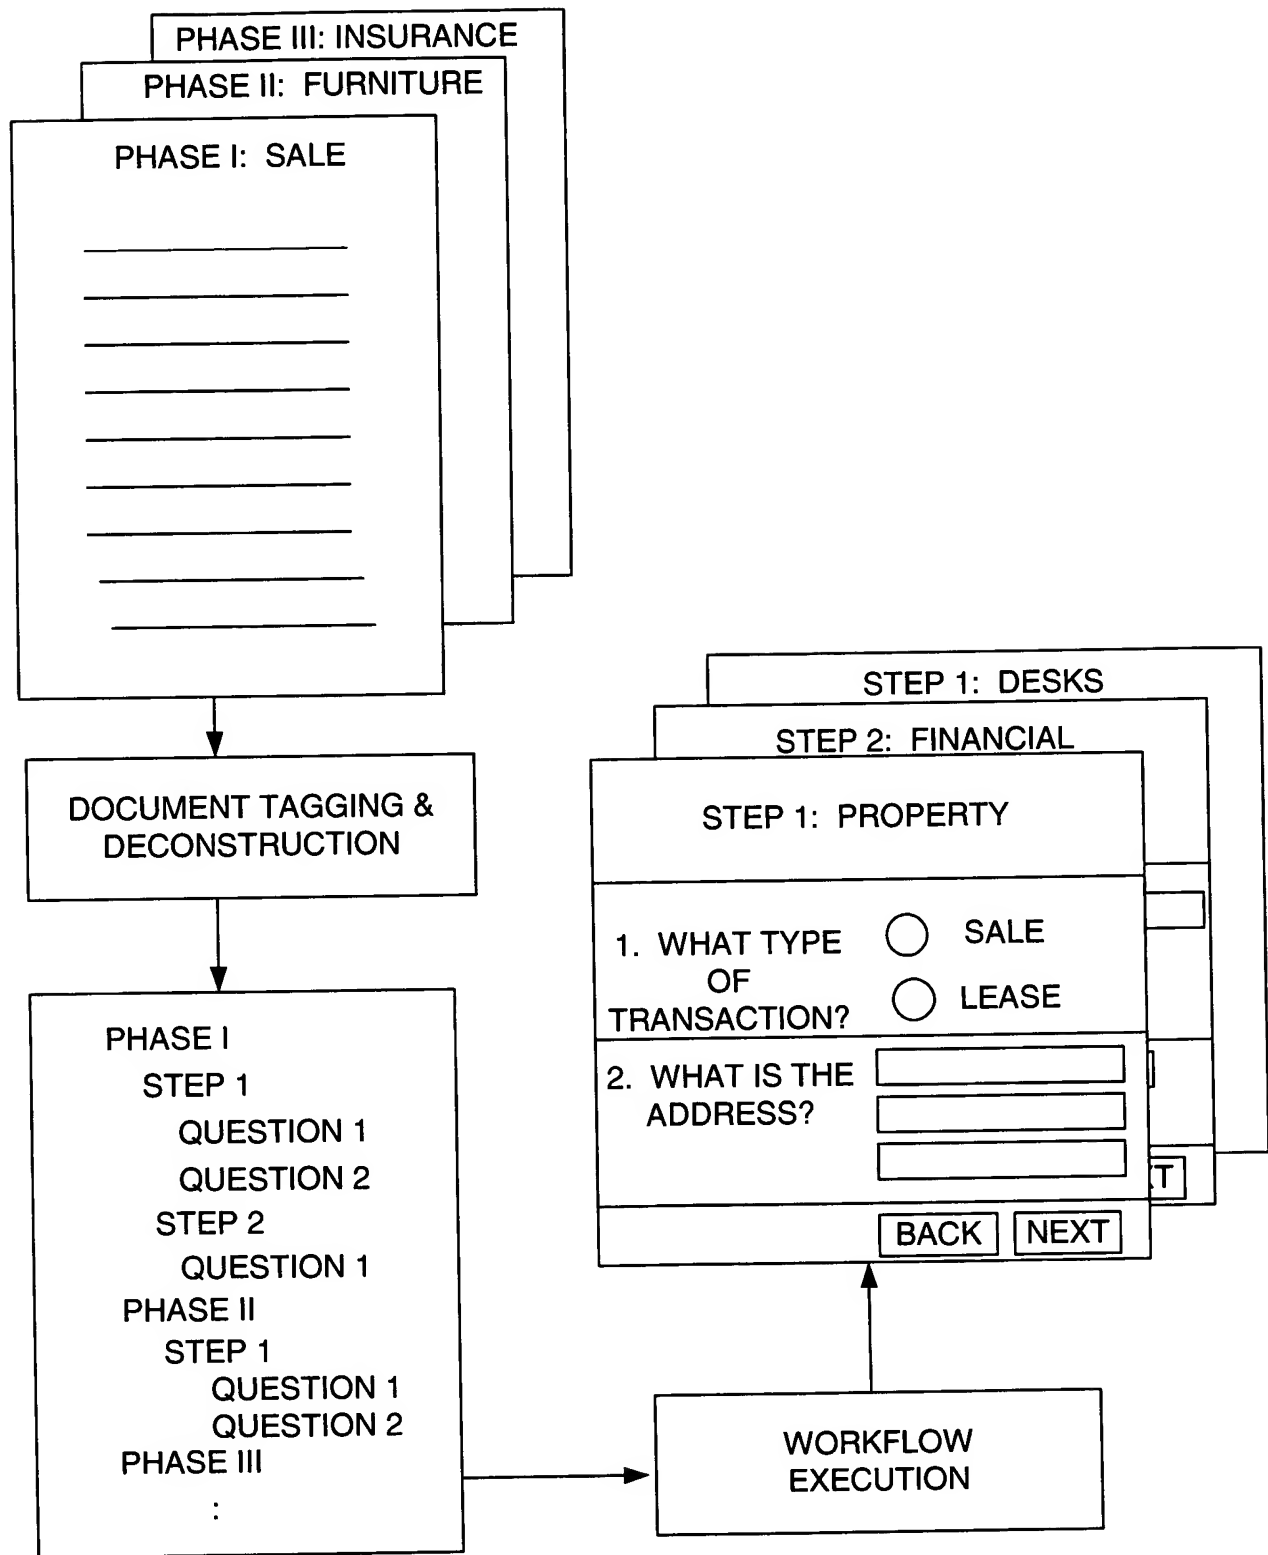 PHASE III: INSURANCE
PHASE II: FURNITURE
PHASE I: SALE
DOCUMENT TAGGING &
DECONSTRUCTION
PHASE I
STEP 1
QUESTION 1
QUESTION 2
STEP 2
QUESTION 1
PHASE II
STEP 1
QUESTION 1
QUESTION 2
PHASE III
:
WORKFLOW
EXECUTION
STEP 1: DESKS
STEP 2: FINANCIAL
STEP 1: PROPERTY
1. WHAT TYPE
OF
TRANSACTION?
SALE
LEASE
2. WHAT IS THE
ADDRESS?
BACK
NEXT